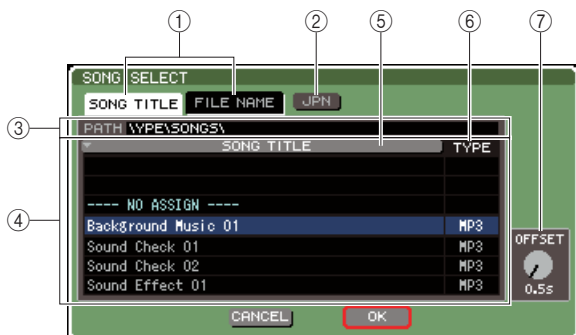 ① ② ⑤ ⑥ ⑦
SONG SELECT
SONG TITLE FILE NAME JPN
③ PATH \YPE\SONGS\
SONG TITLE TYPE
④ ---- NO ASSIGN ----
Background Music 01 MP3
Sound Check 01 MP3
Sound Check 02 MP3
Sound Effect 01 MP3
OFFSET
0.5s
CANCEL OK